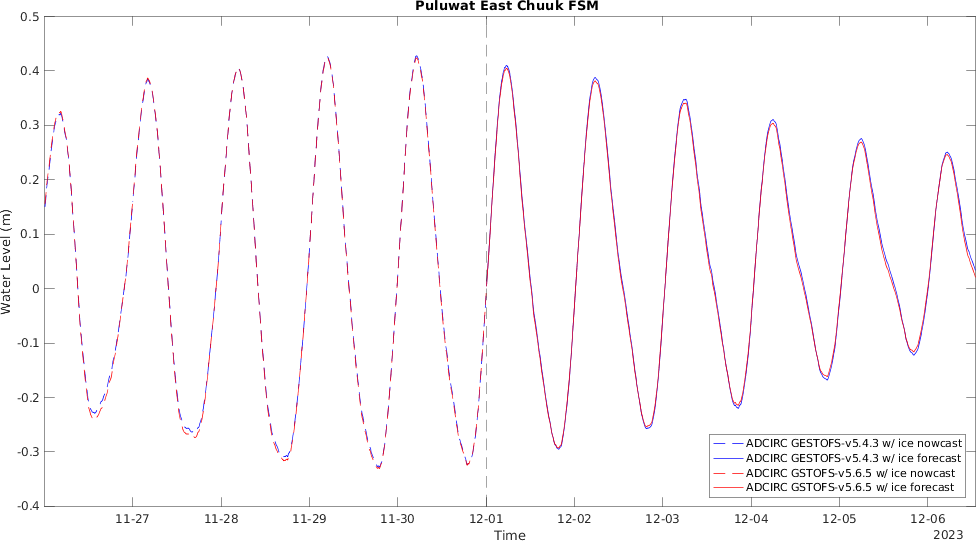 Puluwat East Chuuk FSM
0.5
0.4
0.3
0.2
0.1
0
-0.1
-0.2
-0.3
-0.4
Water Level (m)
11-27 11-28 11-29 11-30 12-01 12-02 12-03 12-04 12-05 12-06
Time
2023
ADCIRC GESTOFS-v5.4.3 w/ ice nowcast
ADCIRC GESTOFS-v5.4.3 w/ ice forecast
ADCIRC GSTOFS-v5.6.5 w/ ice nowcast
ADCIRC GSTOFS-v5.6.5 w/ ice forecast